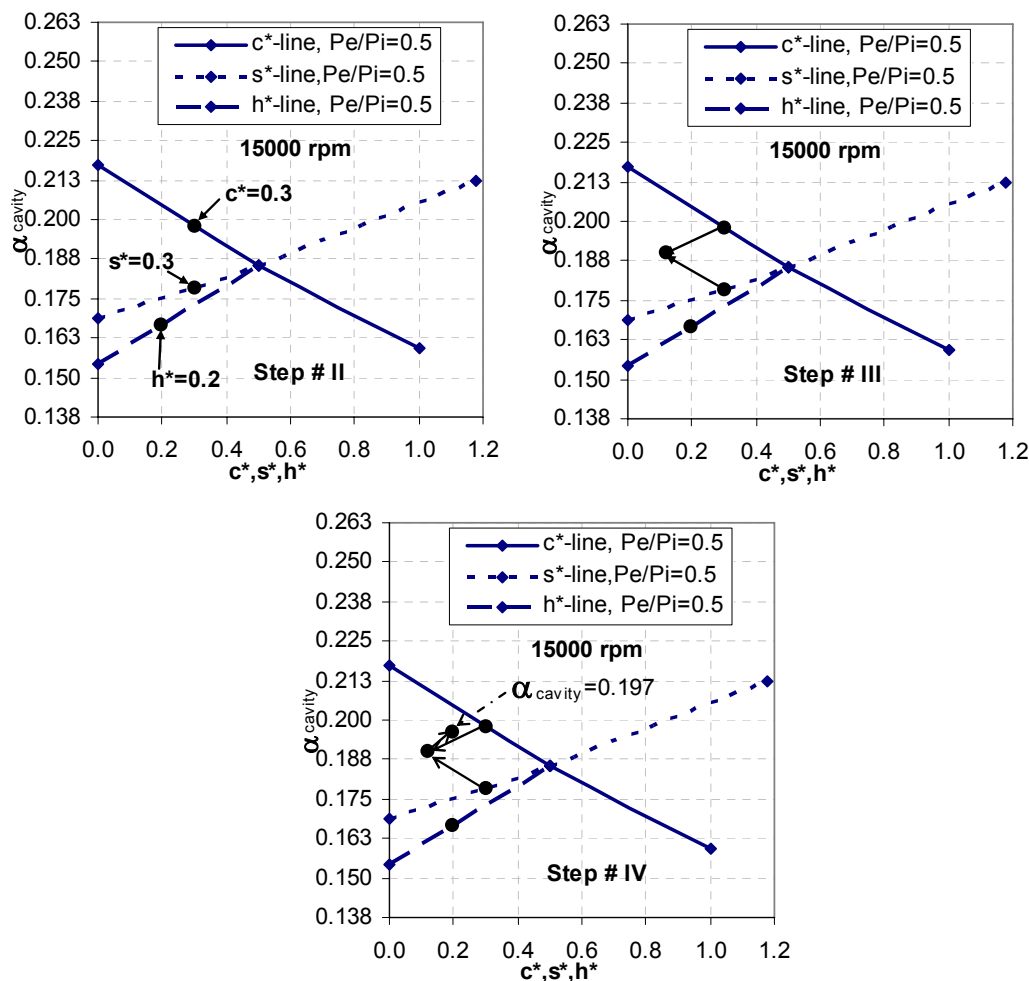 0.263
0.250
0.238
0.225
0.213
0.200
0.188
0.175
0.163
0.150
0.138
α cavity
c*-line, Pe/Pi=0.5
s*-line,Pe/Pi=0.5
h*-line, Pe/Pi=0.5
15000 rpm
c*=0.3
s*=0.3
h*=0.2
Step # II
0.0 0.2 0.4 0.6 0.8 1.0 1.2
c*,s*,h*
0.263
0.250
0.238
0.225
0.213
0.200
0.188
0.175
0.163
0.150
0.138
α cavity
c*-line, Pe/Pi=0.5
s*-line,Pe/Pi=0.5
h*-line, Pe/Pi=0.5
15000 rpm
Step # III
0.0 0.2 0.4 0.6 0.8 1.0 1.2
c*,s*,h*
0.263
0.250
0.238
0.225
0.213
0.200
0.188
0.175
0.163
0.150
0.138
α cavity
c*-line, Pe/Pi=0.5
s*-line,Pe/Pi=0.5
h*-line, Pe/Pi=0.5
15000 rpm
α cavity=0.197
Step # IV
0.0 0.2 0.4 0.6 0.8 1.0 1.2
c*,s*,h*